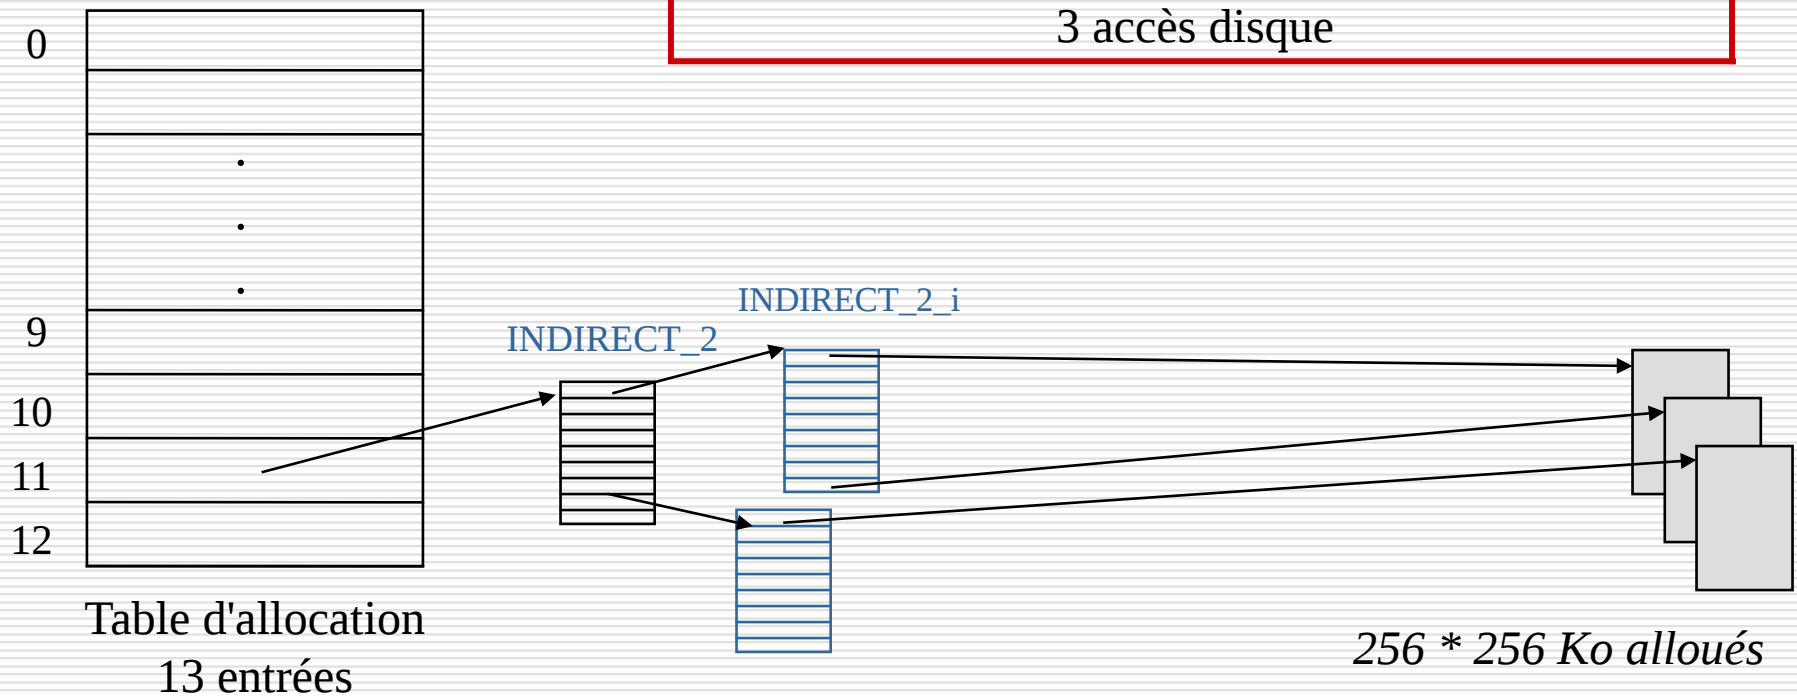 3 accès disque
0
9
10
11
12
INDIRECT_2_i
INDIRECT_2
Table d'allocation
13 entrées
256 * 256 Ko alloués